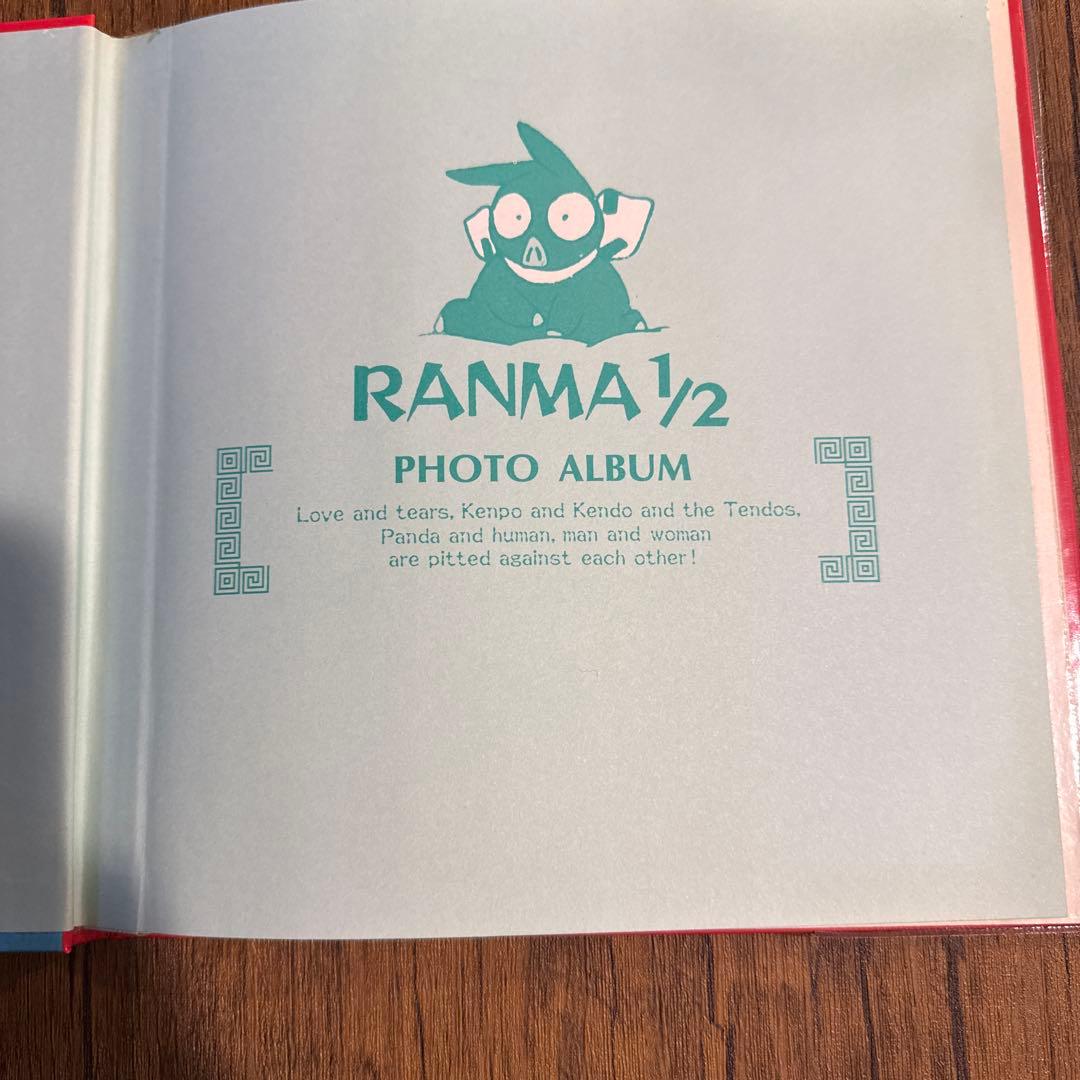 RANMA 1/2
PHOTO ALBUM
Love and tears, Kenpo and Kendo and the Tendos,
Panda and human, man and woman
are pitted against each other!